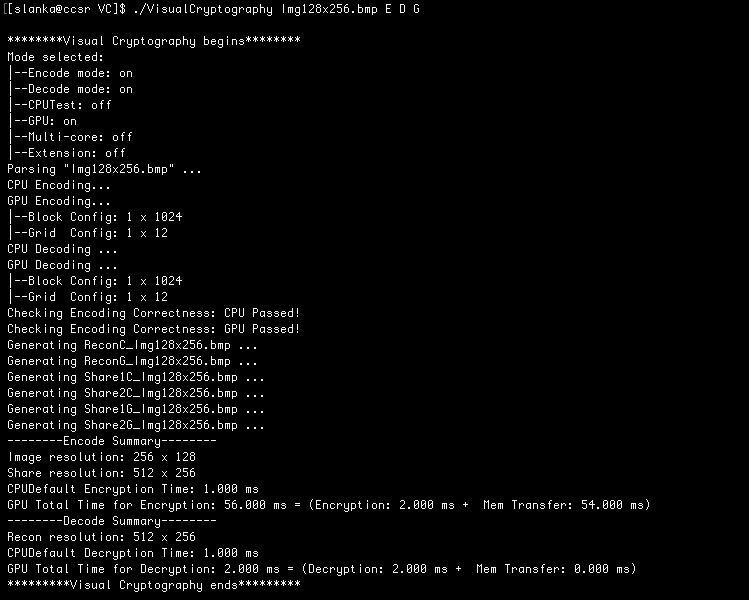 [[slanka@ccsr VC]$ ./VisualCryptography Img128x256.bmp E D G
********Visual Cryptography begins********
Mode selected:
|--Encode mode: on
|--Decode mode: on
|--CPUTest: off
|--GPU: on
|--Multi-core: off
|--Extension: off
Parsing "Img128x256.bmp" ...
CPU Encoding...
GPU Encoding...
|--Block Config: 1 x 1024
|--Grid  Config: 1 x 12
CPU Decoding ...
GPU Decoding ...
|--Block Config: 1 x 1024
|--Grid  Config: 1 x 12
Checking Encoding Correctness: CPU Passed!
Checking Encoding Correctness: GPU Passed!
Generating ReconC_Img128x256.bmp ...
Generating ReconG_Img128x256.bmp ...
Generating Share1C_Img128x256.bmp ...
Generating Share2C_Img128x256.bmp ...
Generating Share1G_Img128x256.bmp ...
Generating Share2G_Img128x256.bmp ...
--------Encode Summary--------
Image resolution: 256 x 128
Share resolution: 512 x 256
CPUDefault Encryption Time: 1.000 ms
GPU Total Time for Encryption: 56.000 ms = (Encryption: 2.000 ms +  Mem Transfer: 54.000 ms)
--------Decode Summary--------
Recon resolution: 512 x 256
CPUDefault Decryption Time: 1.000 ms
GPU Total Time for Decryption: 2.000 ms = (Decryption: 2.000 ms +  Mem Transfer: 0.000 ms)
*********Visual Cryptography ends*********